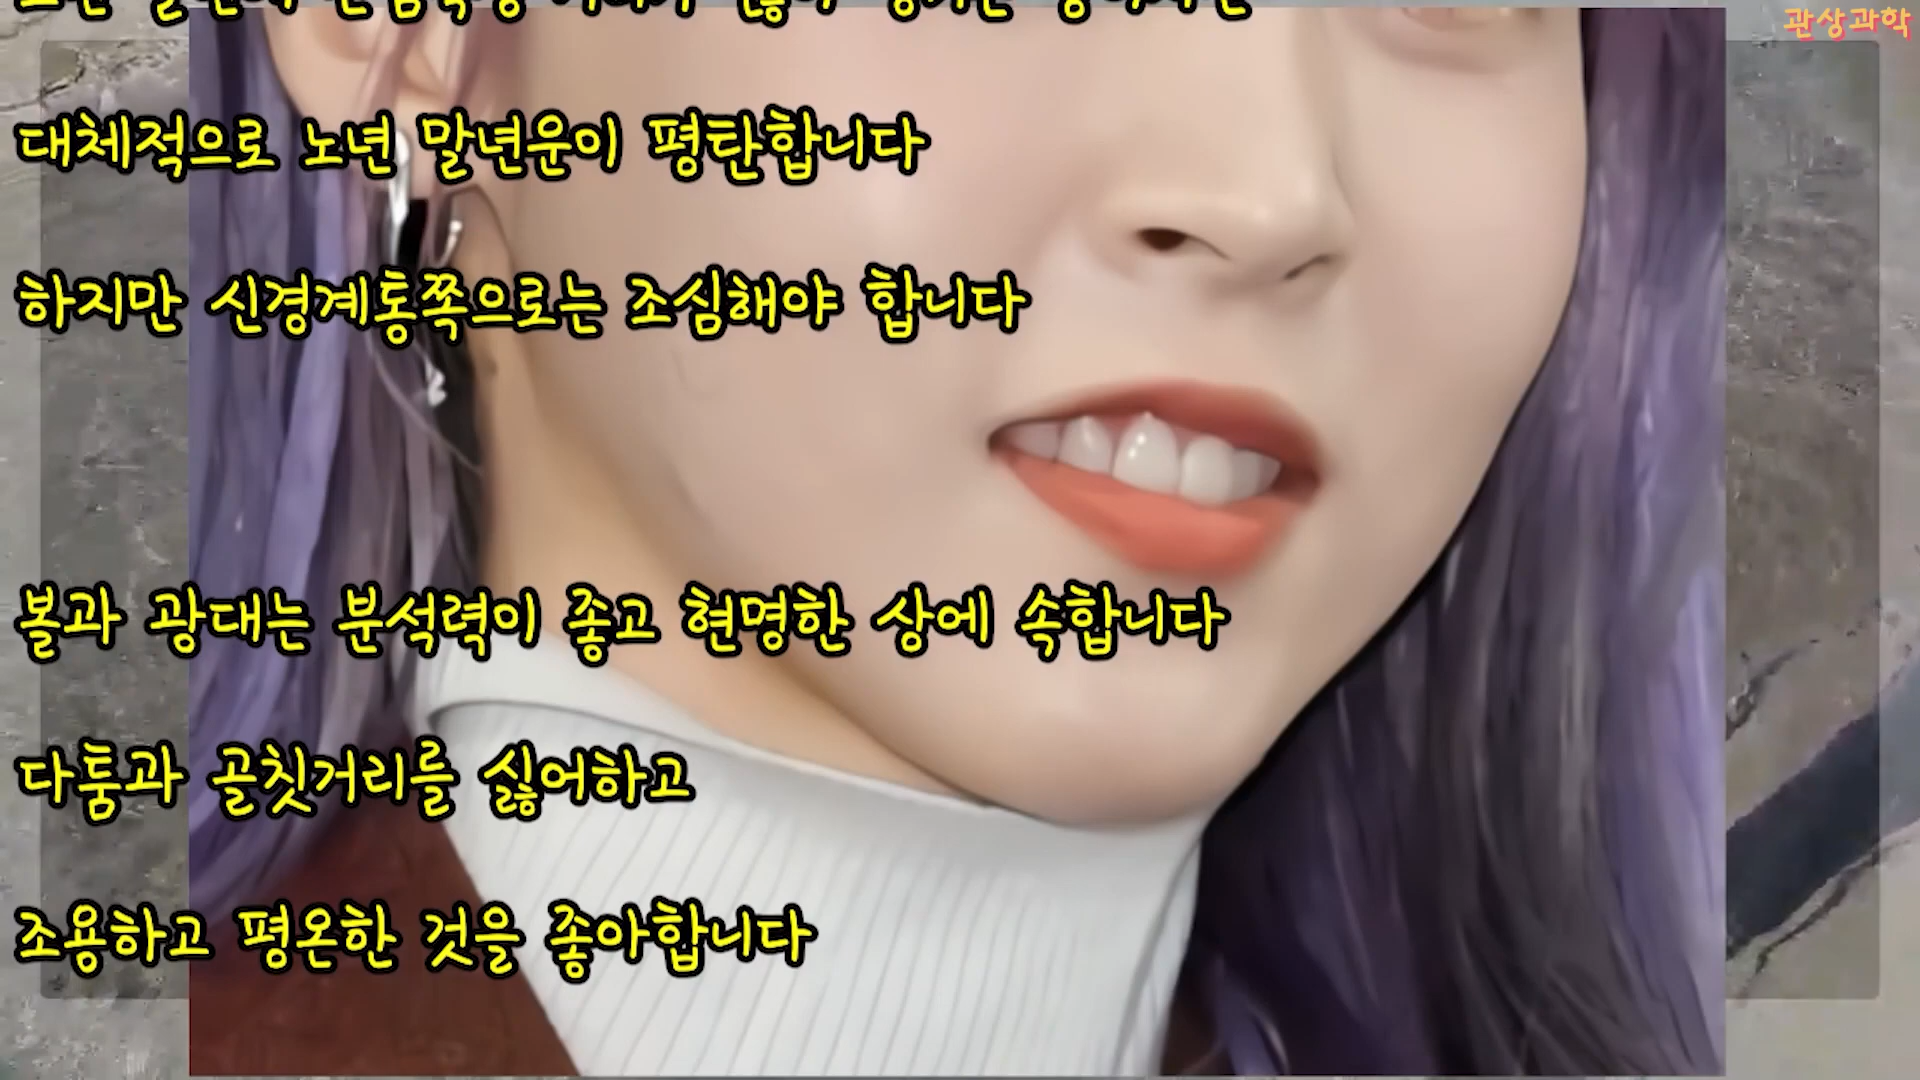 관상과학
대체적으로 노년 말년운이 평탄합니다
하지만 신경계통쪽으로는 조심해야 합니다
볼과 광대는 분석력이 좋고 현명한 상에 속합니다
다툼과 골칫거리를 싫어하고
조용하고 평온한 것을 좋아합니다